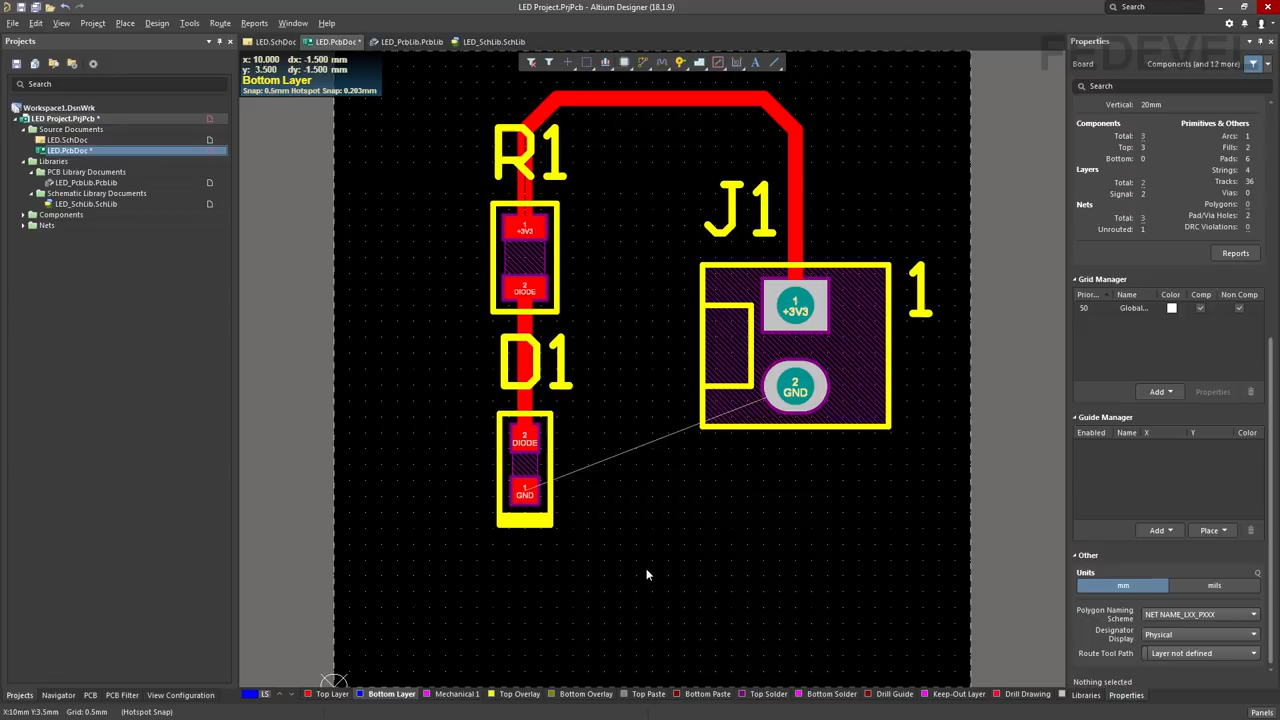 LED Project.PrjPcb - Altium Designer (18.1.9)
Search
File Edit View Project Place Design Tools Route Reports Window Help
Projects
LED.SchDoc
LED.PcbDoc *
LED_PcbLib.PcbLib
LED_SchLib.SchLib
Properties
FEDEVEL
x: 10.000 dx: -1.500 mm
y: 3.500 dy: -1.500 mm
Bottom Layer
Snap: 0.5mm Hotspot Snap: 0.203mm
Board
Components (and 12 more)
Search
Search
Workspace1.DsnWrk
LED Project.PrjPcb *
Source Documents
LED.SchDoc
LED.PcbDoc *
Libraries
PCB Library Documents
LED_PcbLib.PcbLib
Schematic Library Documents
LED_SchLib.SchLib
Components
Nets
R1
1
+3V3
2
DIODE
D1
2
DIODE
1
GND
J1
1
+3V3
2
GND
1
Vertical: 20mm
Components
Total: 3
Top: 3
Bottom: 0
Layers
Total: 2
Signal: 2
Nets
Total: 3
Unrouted: 1
Primitives & Others
Arcs: 1
Fills: 2
Pads: 6
Strings: 4
Tracks: 36
Vias: 0
Polygons: 0
Pad/Via Holes: 2
DRC Violations: 0
Reports
Grid Manager
Prior... Name Color Comp Non Comp
50 Global...
Add Properties
Guide Manager
Enabled Name X Y Color
Add Place
Other
Units
mm mils
Polygon Naming Scheme NET NAME_LXX_PXXX
Designator Display Physical
Route Tool Path Layer not defined
Nothing selected
Projects Navigator PCB PCB Filter View Configuration
LS Top Layer Bottom Layer Mechanical 1 Top Overlay Bottom Overlay Top Paste Bottom Paste Top Solder Bottom Solder Drill Guide Keep-Out Layer Drill Drawing
Libraries Properties
X:10mm Y:3.5mm Grid: 0.5mm (Hotspot Snap)
Panels